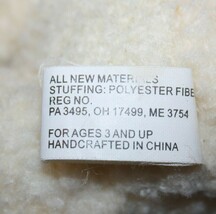 ALL NEW MATERIALS
STUFFING: POLYESTER FIBE
REG NO.
PA 3495, OH 17499, ME 3754
FOR AGES 3 AND UP
HANDCRAFTED IN CHINA